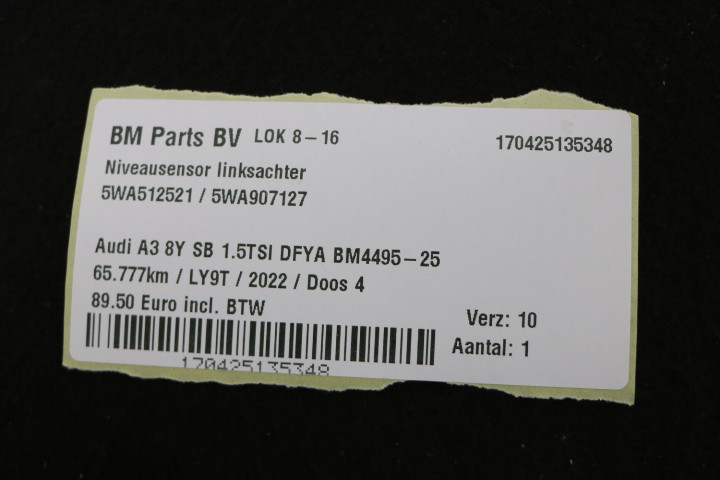 BM Parts BV LOK 8-16 170425135348
Niveausensor linksachter
5WA512521 / 5WA907127
Audi A3 8Y SB 1.5TSI DFYA BM4495-25
65.777km / LY9T / 2022 / Doos 4
89.50 Euro incl. BTW
Verz: 10
Aantal: 1
170425135348